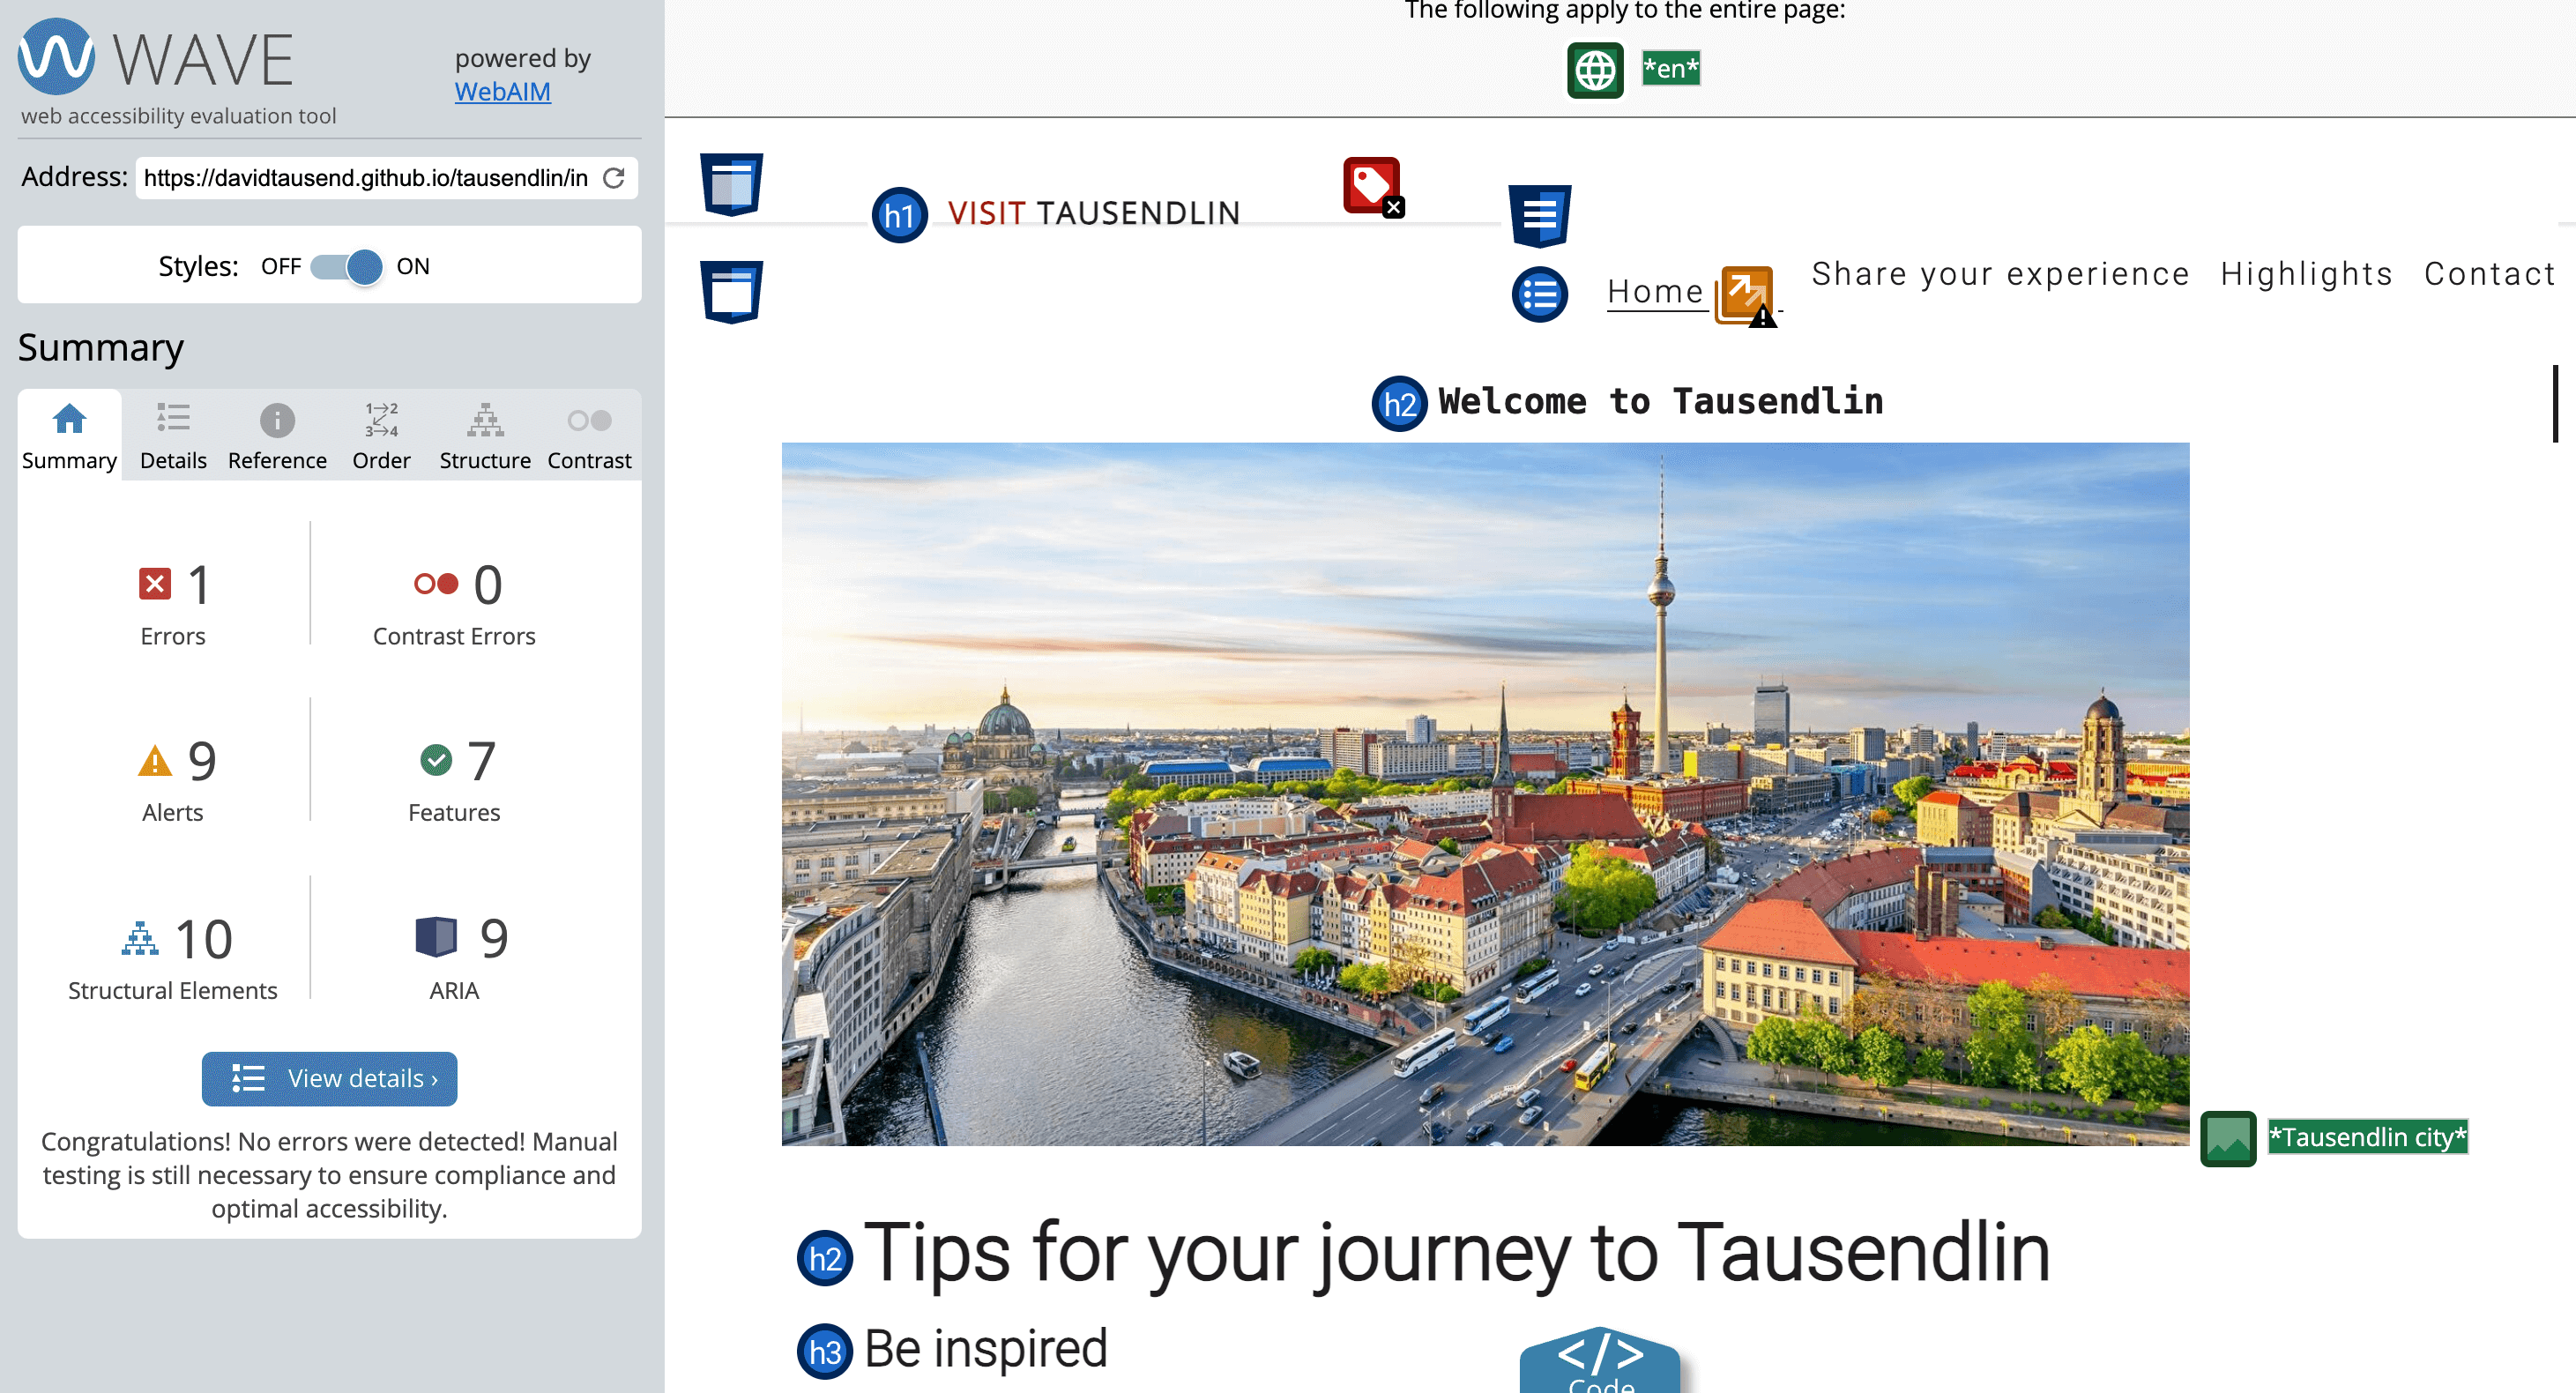 WAVE
powered by
WebAIM
web accessibility evaluation tool
Address: https://davidtausend.github.io/tausendlin/in
Styles: OFF ON
Summary
Summary Details Reference Order Structure Contrast
1
Errors
0
Contrast Errors
9
Alerts
7
Features
10
Structural Elements
9
ARIA
View details ›
Congratulations! No errors were detected! Manual
testing is still necessary to ensure compliance and
optimal accessibility.
The following apply to the entire page:
*en*
h1 VISIT TAUSENDLIN
Home Share your experience Highlights Contact
h2 Welcome to Tausendlin
*Tausendlin city*
h2 Tips for your journey to Tausendlin
h3 Be inspired
</>
Code